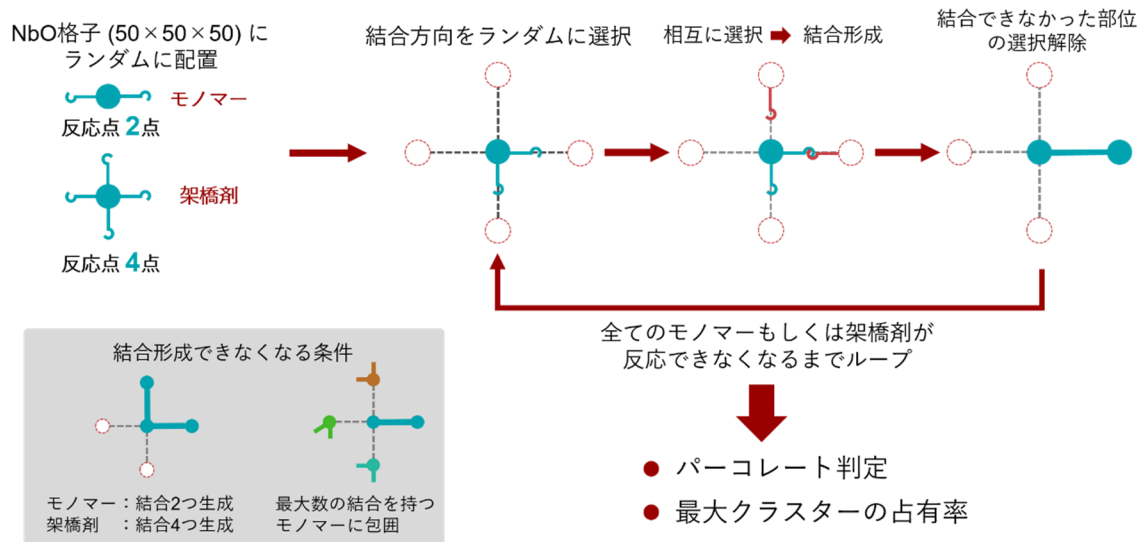 NbO格子 (50×50×50) に
ランダムに配置
モノマー
反応点 2点
架橋剤
反応点 4点
結合方向をランダムに選択
相互に選択 ➡ 結合形成
結合できなかった部位
の選択解除
全てのモノマーもしくは架橋剤が
反応できなくなるまでループ
結合形成できなくなる条件
モノマー：結合2つ生成
架橋剤　：結合4つ生成
最大数の結合を持つ
モノマーに包囲
● パーコレート判定
● 最大クラスターの占有率